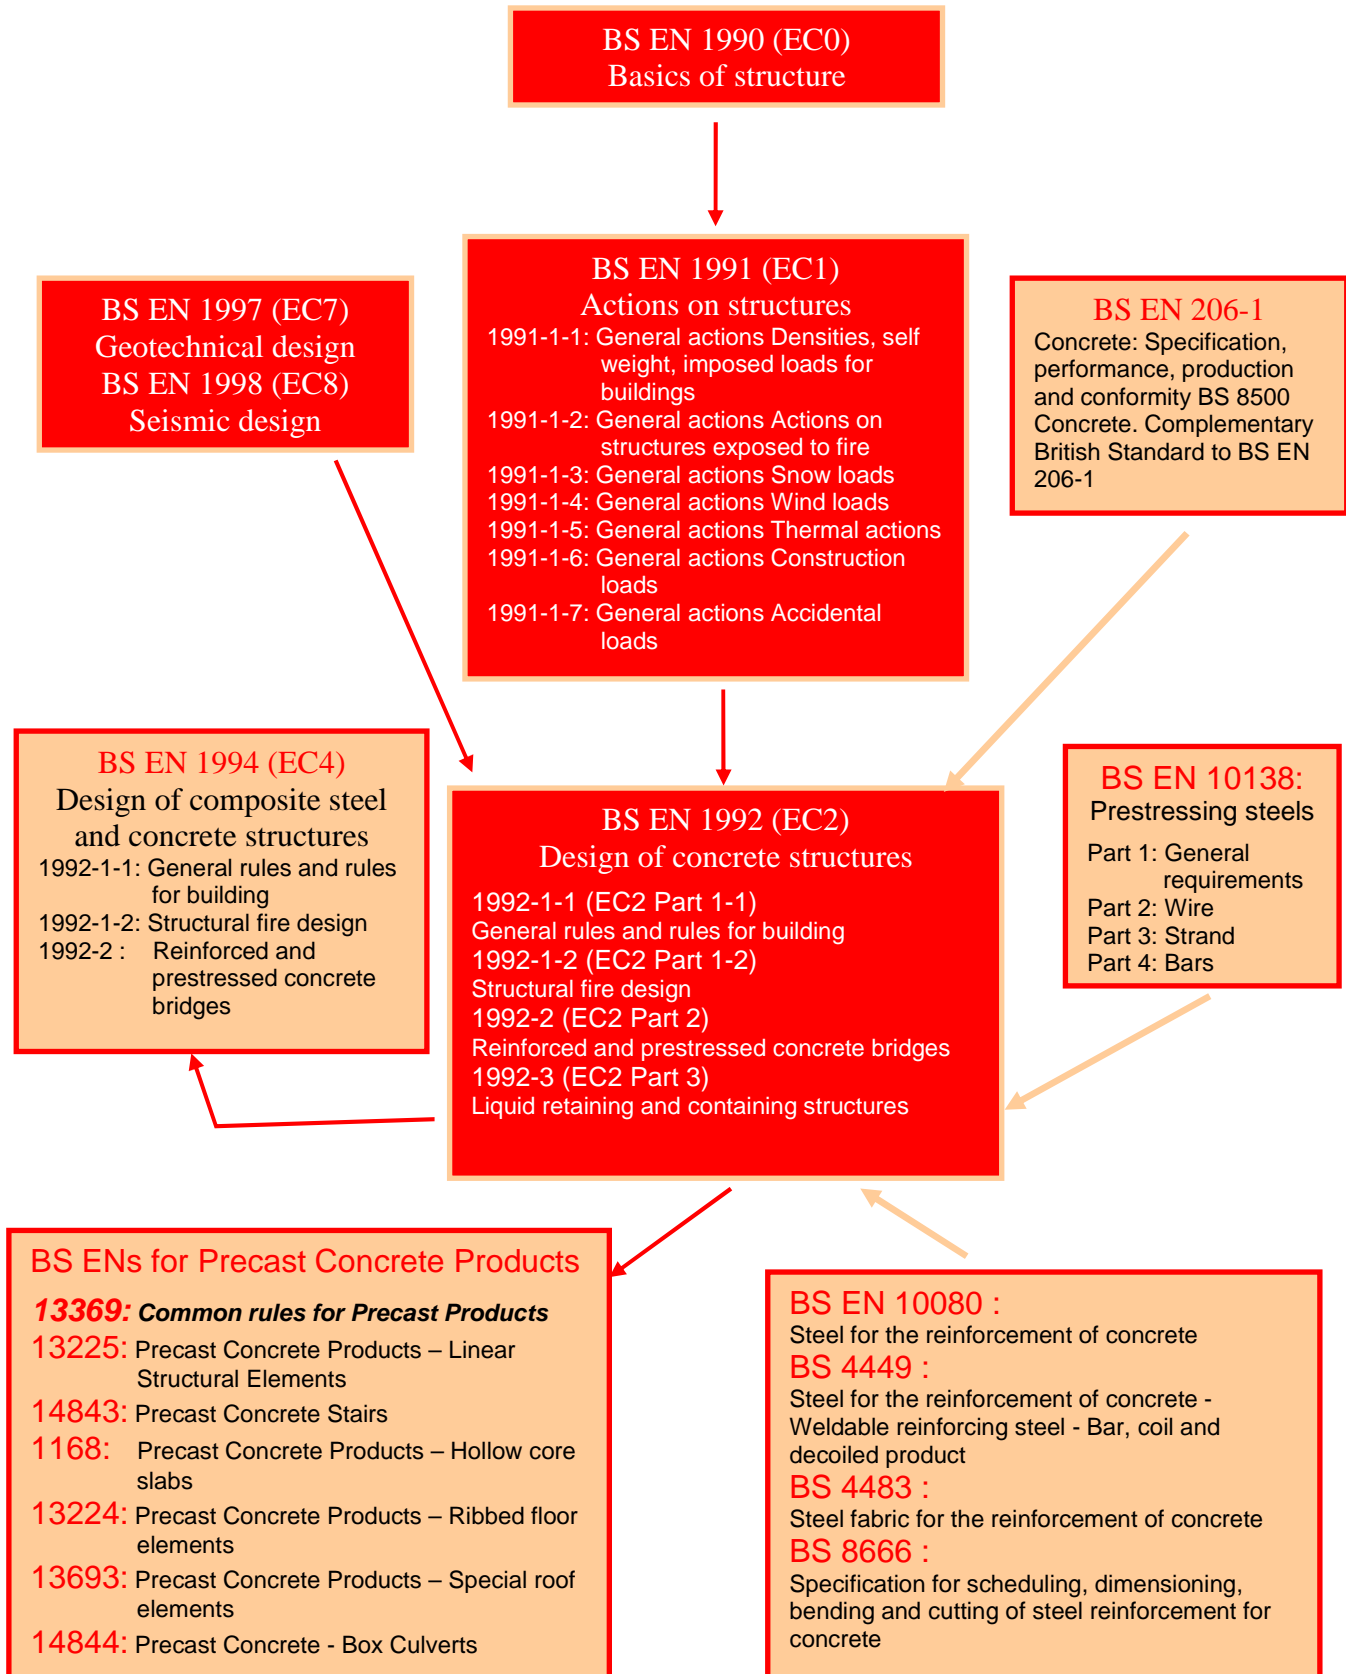 BS EN 1990 (EC0)
Basics of structure
BS EN 1991 (EC1)
Actions on structures
1991-1-1: General actions Densities, self
weight, imposed loads for
buildings
1991-1-2: General actions Actions on
structures exposed to fire
1991-1-3: General actions Snow loads
1991-1-4: General actions Wind loads
1991-1-5: General actions Thermal actions
1991-1-6: General actions Construction
loads
1991-1-7: General actions Accidental
loads
BS EN 1997 (EC7)
Geotechnical design
BS EN 1998 (EC8)
Seismic design
BS EN 206-1
Concrete: Specification,
performance, production
and conformity BS 8500
Concrete. Complementary
British Standard to BS EN
206-1
BS EN 1994 (EC4)
Design of composite steel
and concrete structures
1992-1-1: General rules and rules
for building
1992-1-2: Structural fire design
1992-2 : Reinforced and
prestressed concrete
bridges
BS EN 1992 (EC2)
Design of concrete structures
1992-1-1 (EC2 Part 1-1)
General rules and rules for building
1992-1-2 (EC2 Part 1-2)
Structural fire design
1992-2 (EC2 Part 2)
Reinforced and prestressed concrete bridges
1992-3 (EC2 Part 3)
Liquid retaining and containing structures
BS EN 10138:
Prestressing steels
Part 1: General
requirements
Part 2: Wire
Part 3: Strand
Part 4: Bars
BS ENs for Precast Concrete Products
13369: Common rules for Precast Products
13225: Precast Concrete Products – Linear
Structural Elements
14843: Precast Concrete Stairs
1168: Precast Concrete Products – Hollow core
slabs
13224: Precast Concrete Products – Ribbed floor
elements
13693: Precast Concrete Products – Special roof
elements
14844: Precast Concrete - Box Culverts
BS EN 10080 :
Steel for the reinforcement of concrete
BS 4449 :
Steel for the reinforcement of concrete -
Weldable reinforcing steel - Bar, coil and
decoiled product
BS 4483 :
Steel fabric for the reinforcement of concrete
BS 8666 :
Specification for scheduling, dimensioning,
bending and cutting of steel reinforcement for
concrete